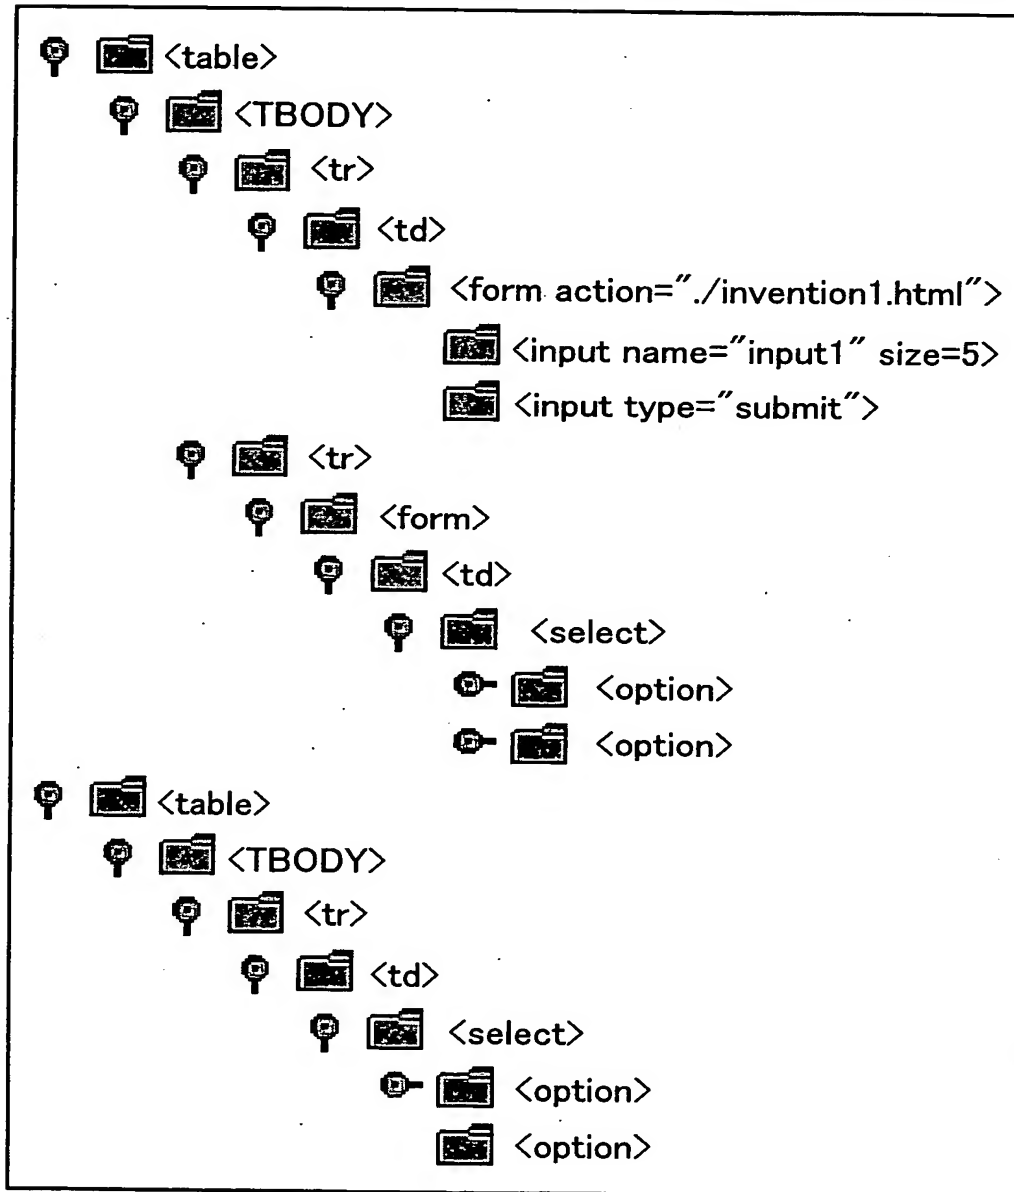 <table>
<TBODY>
<tr>
<td>
<form action="./invention1.html">
<input name="input1" size=5>
<input type="submit">
<tr>
<form>
<td>
<select>
<option>
<option>
<table>
<TBODY>
<tr>
<td>
<select>
<option>
<option>